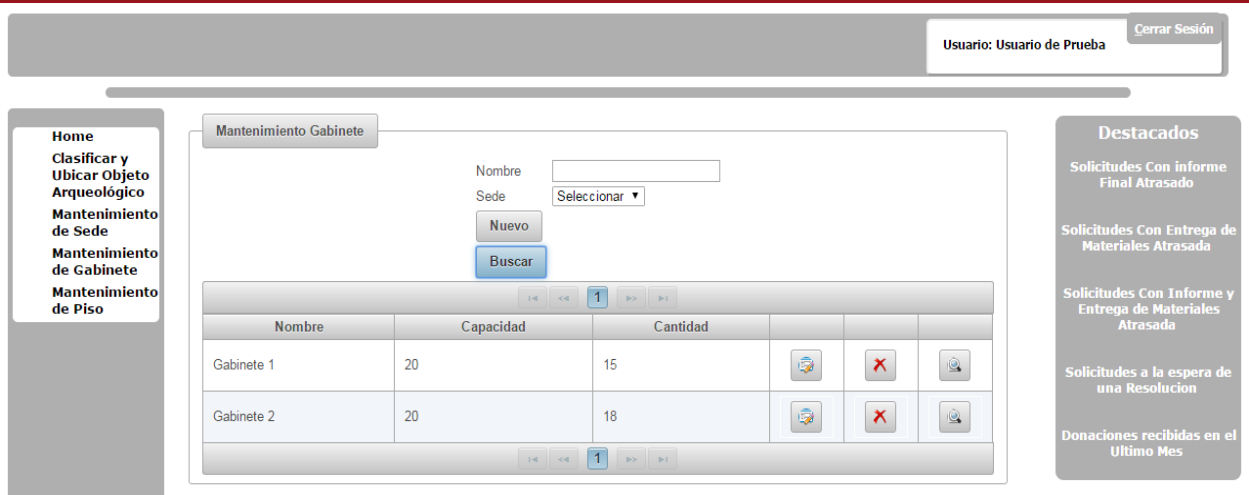 Cerrar Sesión
Usuario: Usuario de Prueba
Home
Clasificar y
Ubicar Objeto
Arqueológico
Mantenimiento
de Sede
Mantenimiento
de Gabinete
Mantenimiento
de Piso
Mantenimiento Gabinete
Nombre
Sede Seleccionar
Nuevo
Buscar
1
Nombre Capacidad Cantidad
Gabinete 1 20 15
Gabinete 2 20 18
1
Destacados
Solicitudes Con informe
Final Atrasado
Solicitudes Con Entrega de
Materiales Atrasada
Solicitudes Con Informe y
Entrega de Materiales
Atrasada
Solicitudes a la espera de
una Resolucion
Donaciones recibidas en el
Ultimo Mes